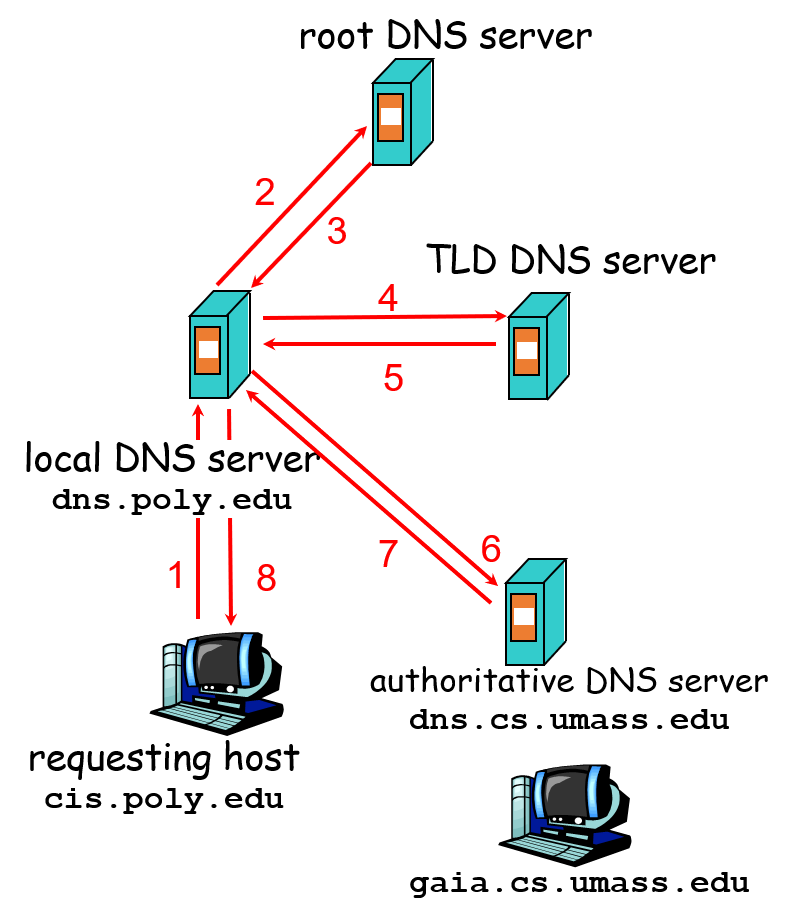 root DNS server
2
3
TLD DNS server
4
5
local DNS server
dns.poly.edu
1
8
7
6
authoritative DNS server
dns.cs.umass.edu
requesting host
cis.poly.edu
gaia.cs.umass.edu